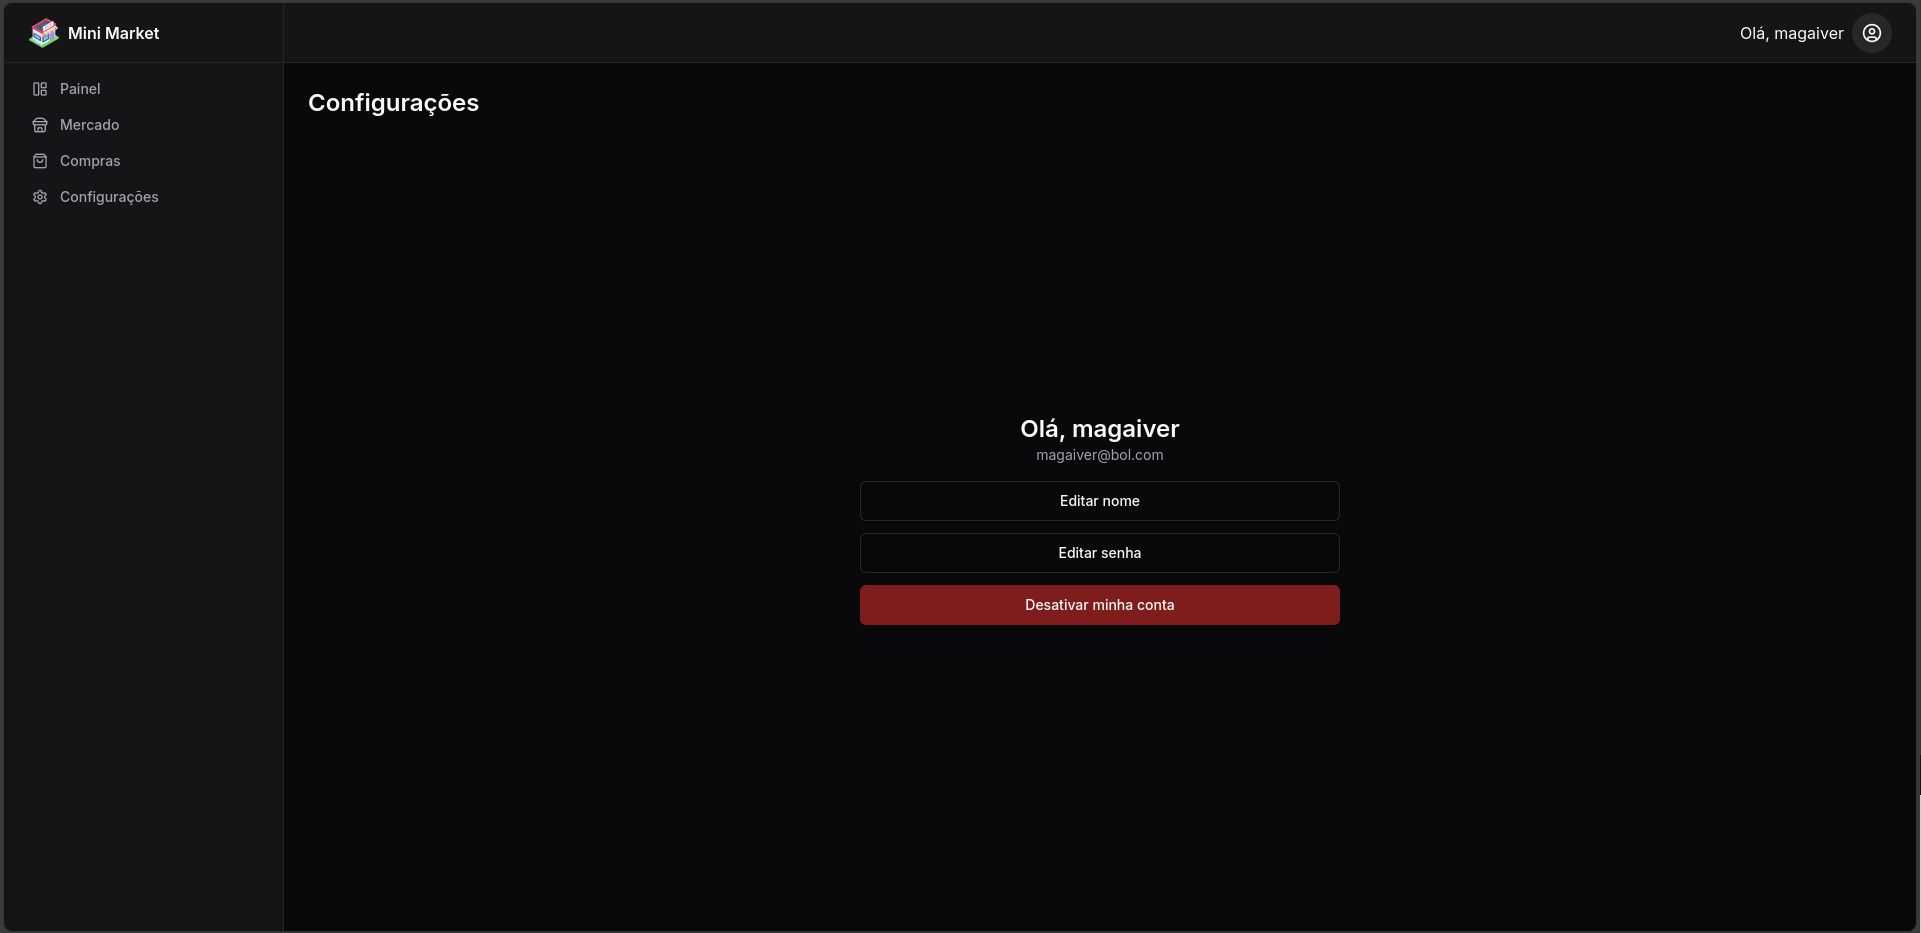 Mini Market
Olá, magaiver
Painel
Mercado
Compras
Configurações
Configurações
Olá, magaiver
magaiver@bol.com
Editar nome
Editar senha
Desativar minha conta